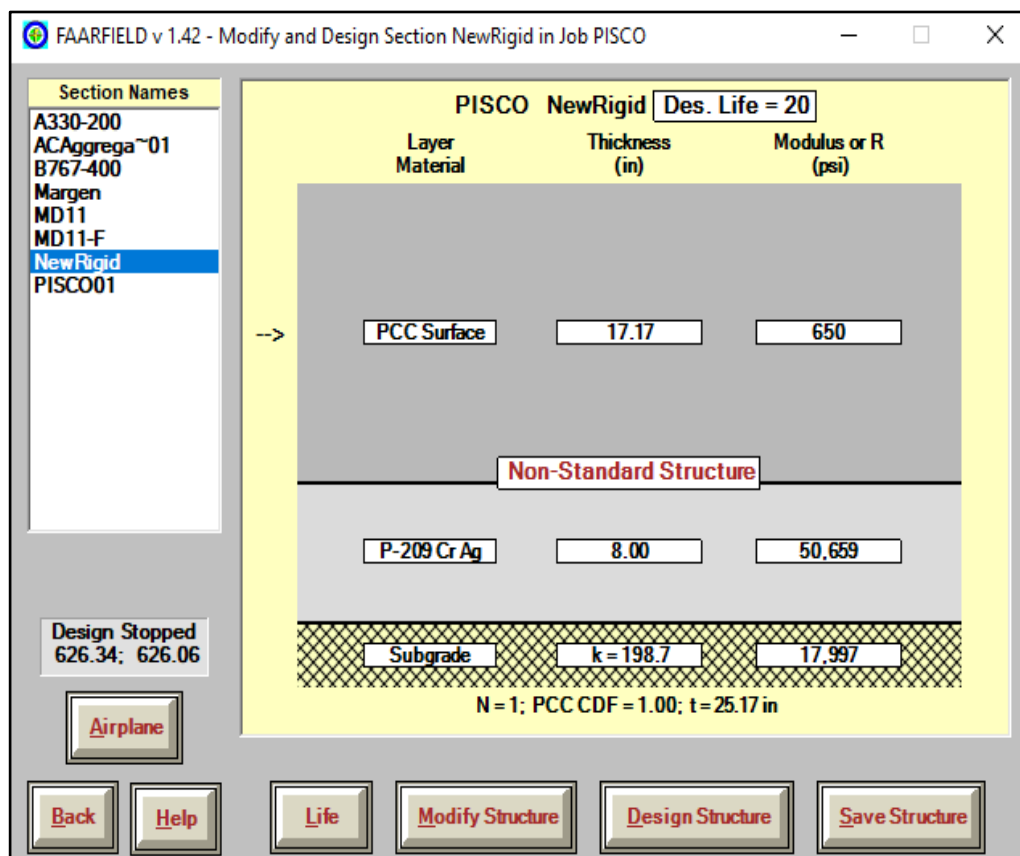 FAARFIELD v 1.42 - Modify and Design Section NewRigid in Job PISCO
Section Names
A330-200
ACAggrega~01
B767-400
Margen
MD11
MD11-F
NewRigid
PISCO01
Design Stopped
626.34; 626.06
Airplane
Back
Help
PISCO NewRigid Des. Life = 20
Layer Material
Thickness (in)
Modulus or R (psi)
--> PCC Surface 17.17 650
Non-Standard Structure
P-209 Cr Ag 8.00 50,659
Subgrade k = 198.7 17,997
N = 1; PCC CDF = 1.00; t = 25.17 in
Life
Modify Structure
Design Structure
Save Structure